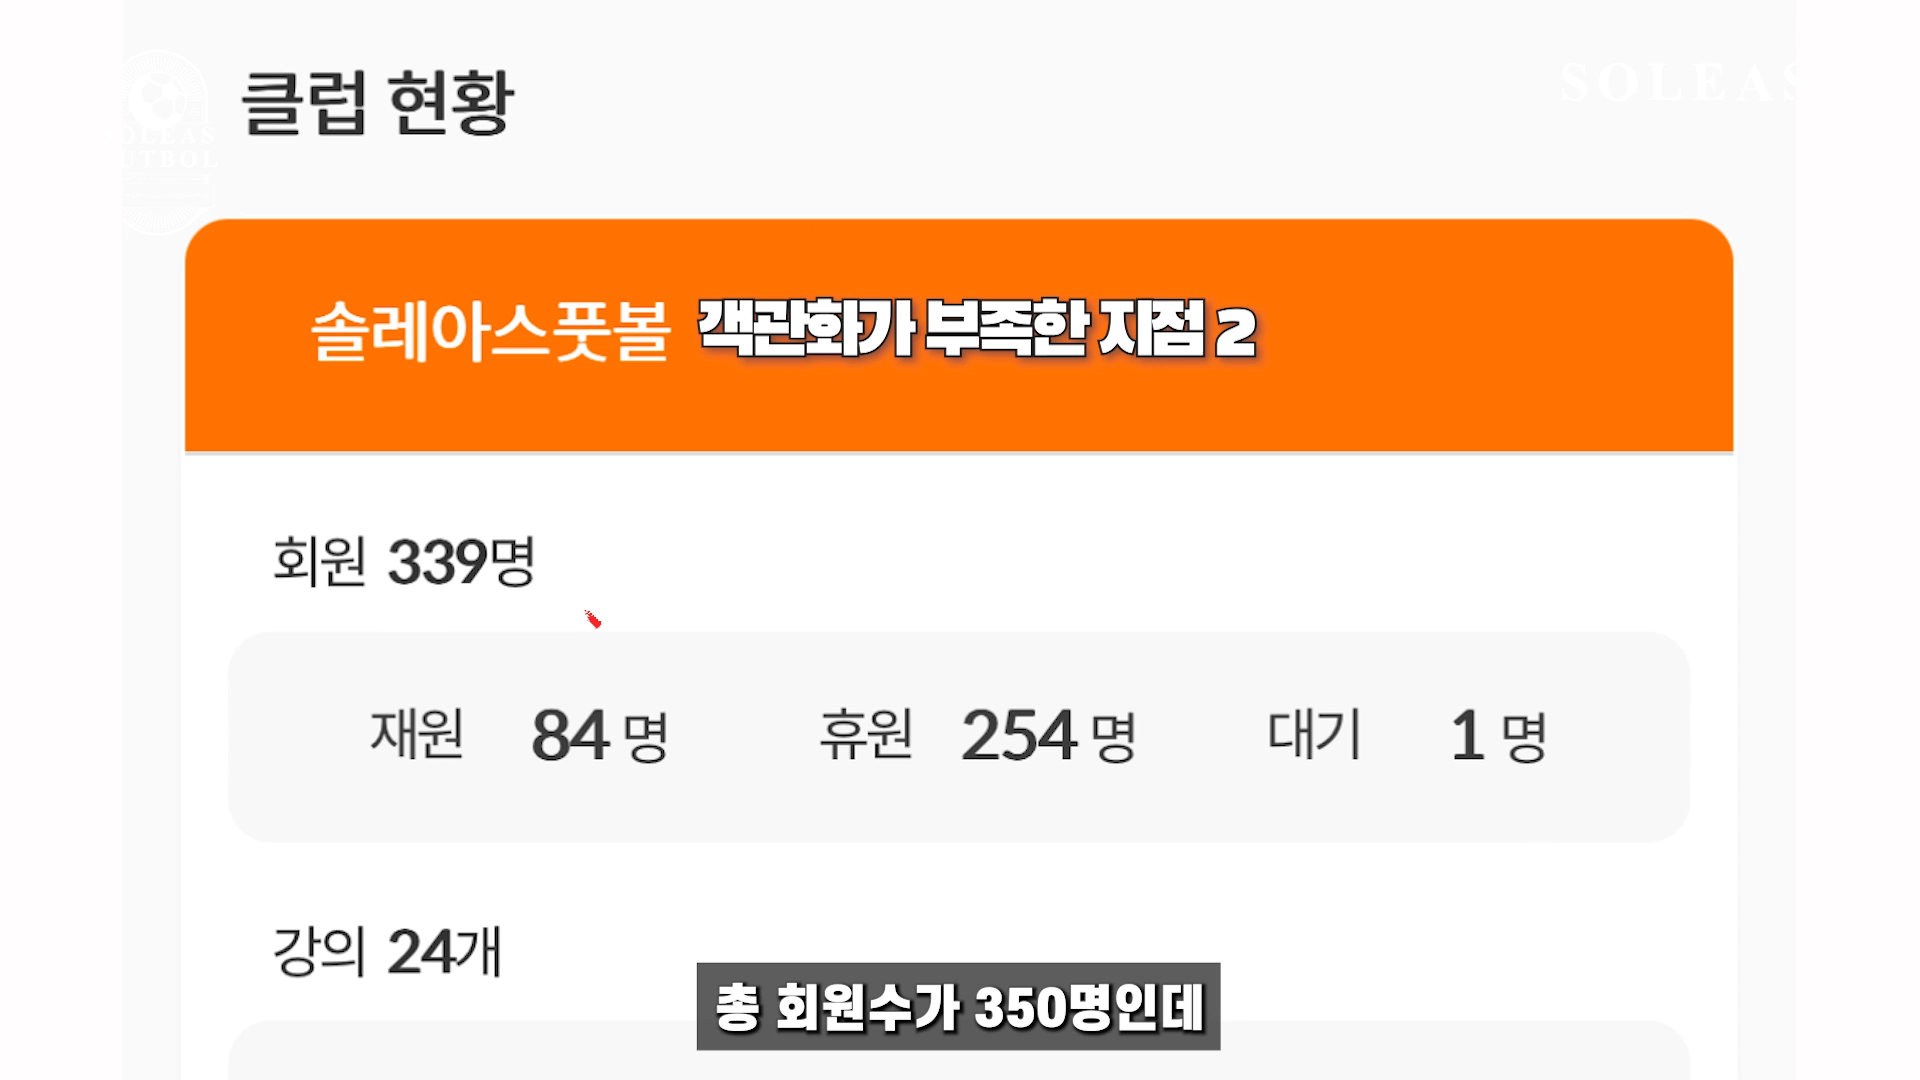 클럽 현황
SOLEAS
SOLEAS
FUTBOL
솔레아스풋볼 객관화가 부족한 지점 2
회원 339명
재원 84 명 휴원 254 명 대기 1 명
강의 24개
총 회원수가 350명인데